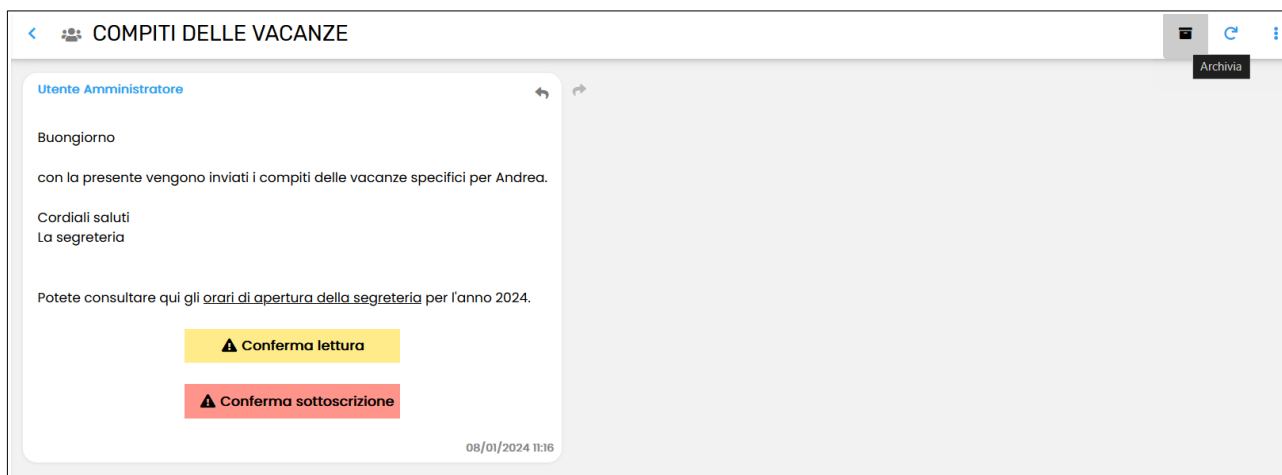 COMPITI DELLE VACANZE
Archivia
Utente Amministratore
Buongiorno
con la presente vengono inviati i compiti delle vacanze specifici per Andrea.
Cordiali saluti
La segreteria
Potete consultare qui gli orari di apertura della segreteria per l'anno 2024.
Conferma lettura
Conferma sottoscrizione
08/01/2024 11:16